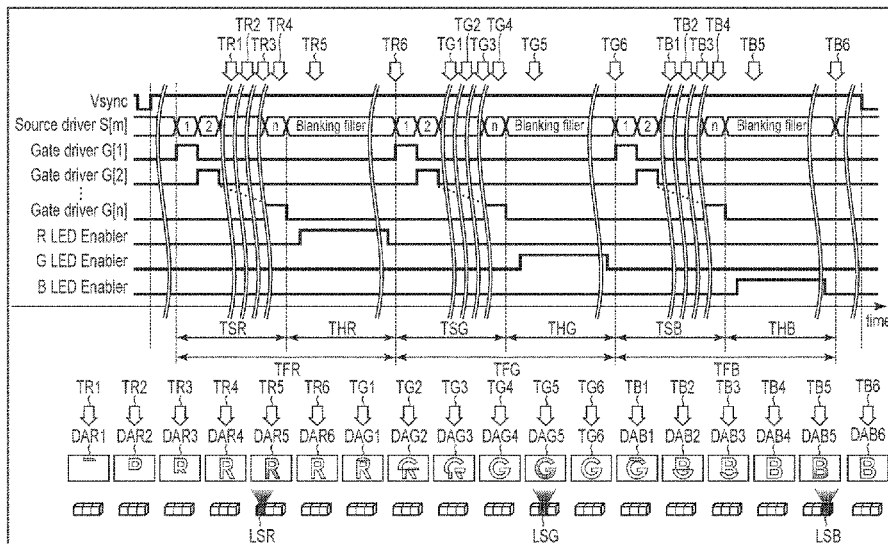 TR2 TR4 TG2 TG4 TB2 TB4
TR1 TR3 TR5 TR6 TG1 TG3 TG5 TG6 TB1 TB3 TB5 TB6
Vsync
Source driver S[m] 1 2 n Blanking filler 1 2 n Blanking filler 1 2 n Blanking filler
Gate driver G[1]
Gate driver G[2]
Gate driver G[n]
R LED Enabler
G LED Enabler
B LED Enabler
time
TSR THR TSG THG TSB THB
TFR TFG TFB
TR1 TR2 TR3 TR4 TR5 TR6 TG1 TG2 TG3 TG4 TG5 TG6 TB1 TB2 TB3 TB4 TB5 TB6
DAR1 DAR2 DAR3 DAR4 DAR5 DAR6 DAG1 DAG2 DAG3 DAG4 DAG5 TG6 DAB1 DAB2 DAB3 DAB4 DAB5 DAB6
R R R R R R G G G B B B
LSR LSG LSB